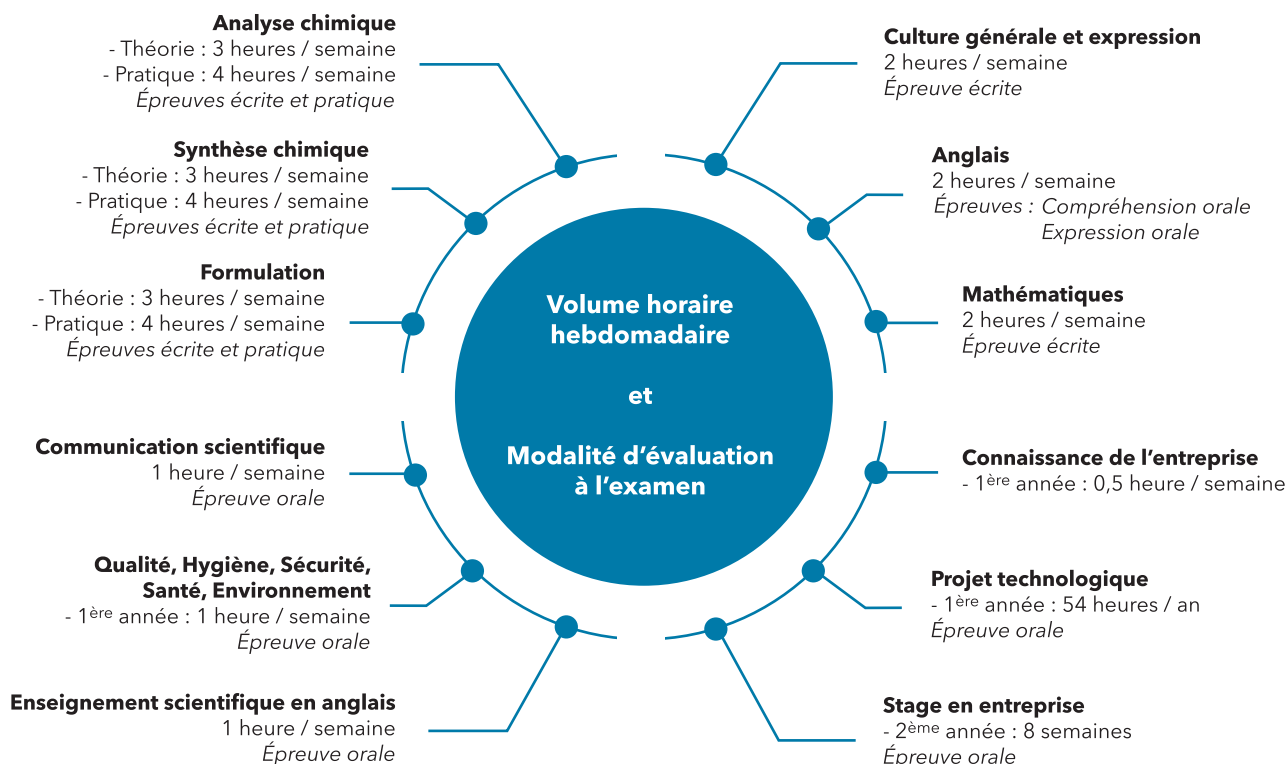 Analyse chimique
- Théorie : 3 heures / semaine
- Pratique : 4 heures / semaine
Épreuves écrite et pratique
Synthèse chimique
- Théorie : 3 heures / semaine
- Pratique : 4 heures / semaine
Épreuves écrite et pratique
Formulation
- Théorie : 3 heures / semaine
- Pratique : 4 heures / semaine
Épreuves écrite et pratique
Communication scientifique
1 heure / semaine
Épreuve orale
Qualité, Hygiène, Sécurité,
Santé, Environnement
- 1ère année : 1 heure / semaine
Épreuve orale
Enseignement scientifique en anglais
1 heure / semaine
Épreuve orale
Volume horaire
hebdomadaire
et
Modalité d’évaluation
à l’examen
Culture générale et expression
2 heures / semaine
Épreuve écrite
Anglais
2 heures / semaine
Épreuves : Compréhension orale
Expression orale
Mathématiques
2 heures / semaine
Épreuve écrite
Connaissance de l’entreprise
- 1ère année : 0,5 heure / semaine
Projet technologique
- 1ère année : 54 heures / an
Épreuve orale
Stage en entreprise
- 2ème année : 8 semaines
Épreuve orale